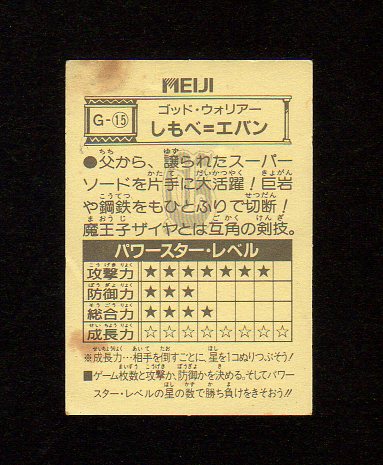 MEIJI
G-⑮
ゴッド・ウォリアー
しもべ=エバン
●父から、譲られたスーパー
ソードを片手に大活躍!巨岩
や鋼鉄をもひとふりで切断!
魔王子ザイヤとは互角の剣技。
パワースター・レベル
攻撃力 ★★★★★★★
防御力 ★★★
総合力 ★★★★
成長力 ☆☆☆☆☆☆☆☆☆
※成長力…相手を倒すごとに、星を1コぬりつぶそう!
■ゲーム枚数と攻撃か、防御かを決める。そしてパワー
スター・レベルの星の数で勝ち負けをきそおう!!